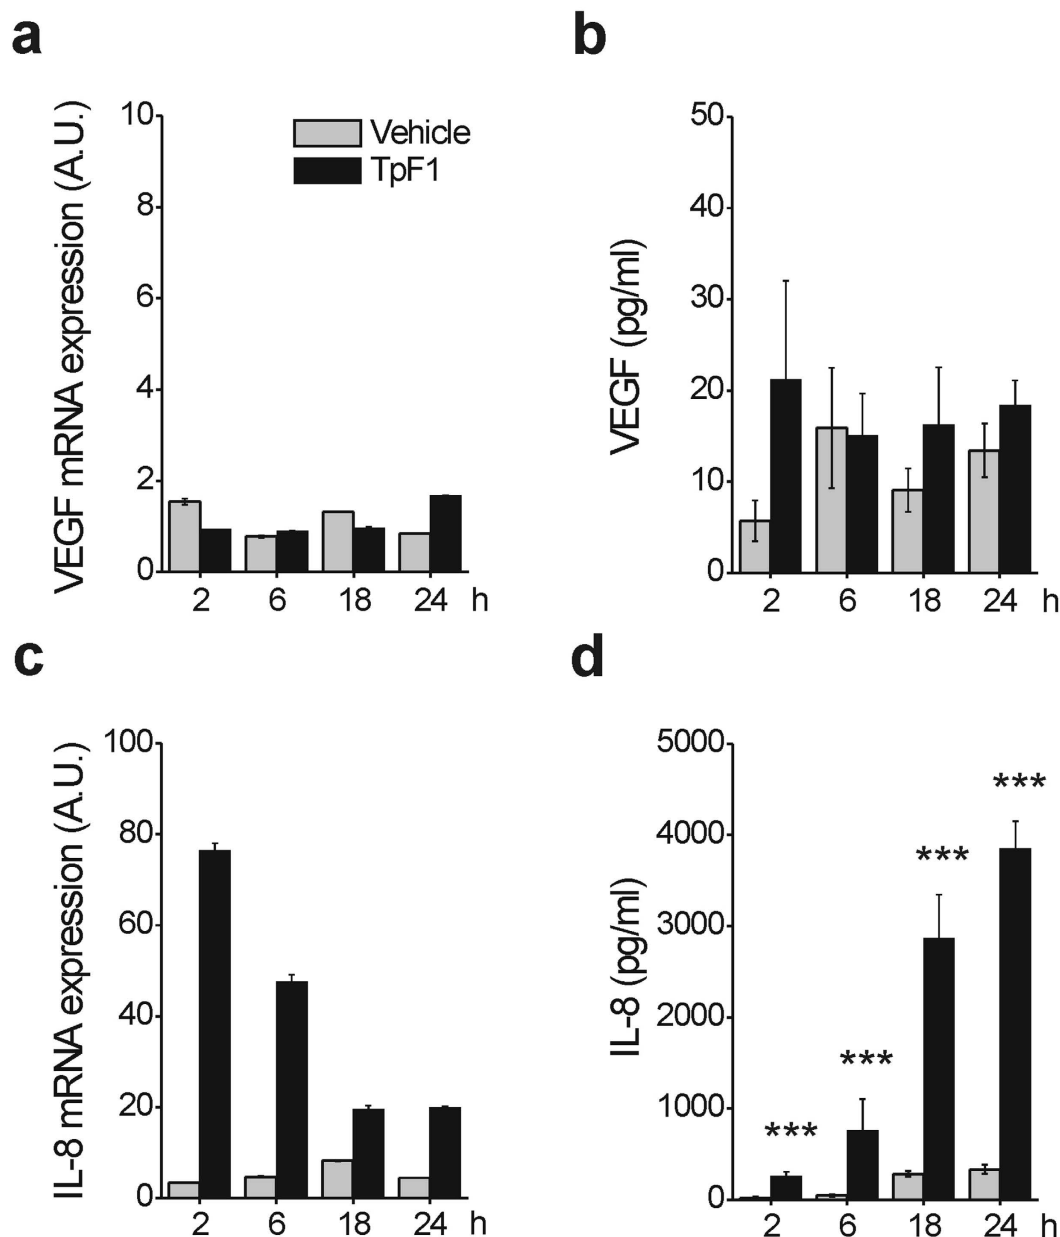 a
VEGF mRNA expression (A.U.)
10
8
6
4
2
0
Vehicle
TpF1
2 6 18 24 h
b
VEGF (pg/ml)
50
40
30
20
10
0
2 6 18 24 h
c
IL-8 mRNA expression (A.U.)
100
80
60
40
20
0
2 6 18 24 h
d
IL-8 (pg/ml)
5000
4000
3000
2000
1000
0
***
***
***
***
2 6 18 24 h